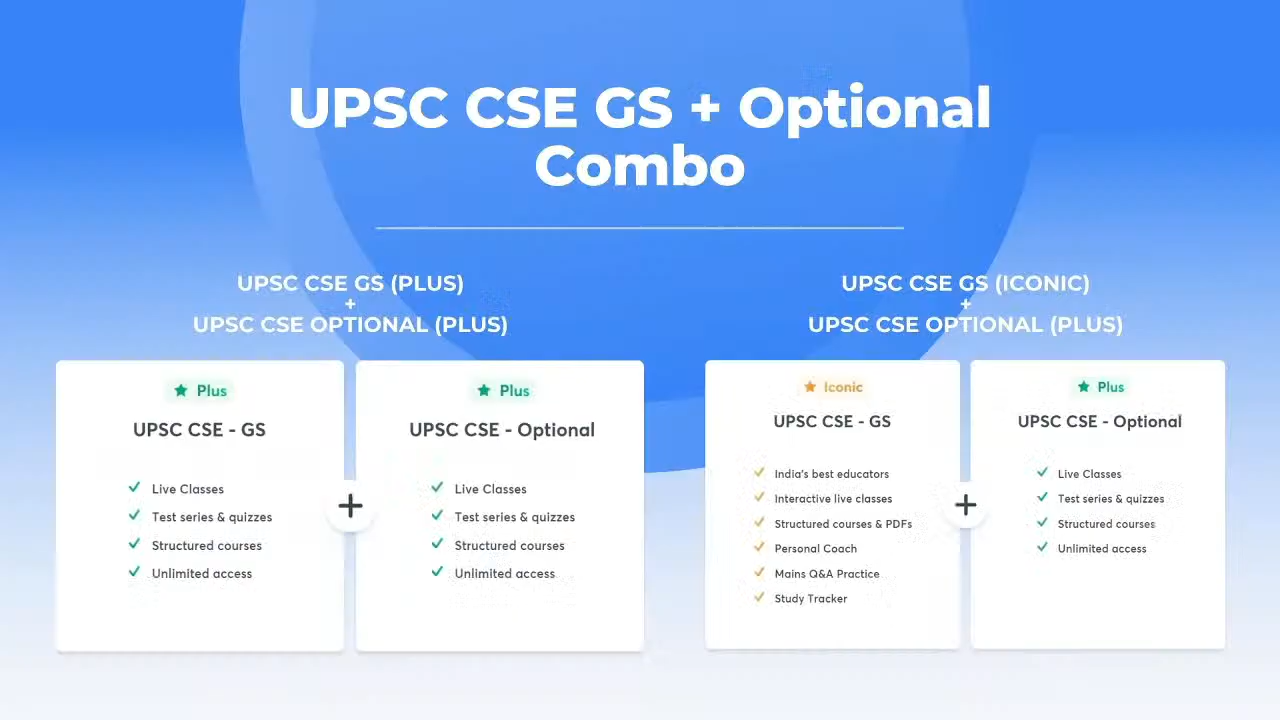 UPSC CSE GS + Optional
Combo
UPSC CSE GS (PLUS)
+
UPSC CSE OPTIONAL (PLUS)
Plus
UPSC CSE - GS
Live Classes
Test series & quizzes
Structured courses
Unlimited access
+
Plus
UPSC CSE - Optional
Live Classes
Test series & quizzes
Structured courses
Unlimited access
UPSC CSE GS (ICONIC)
+
UPSC CSE OPTIONAL (PLUS)
Iconic
UPSC CSE - GS
India's best educators
Interactive live classes
Structured courses & PDFs
Personal Coach
Mains Q&A Practice
Study Tracker
+
Plus
UPSC CSE - Optional
Live Classes
Test series & quizzes
Structured courses
Unlimited access